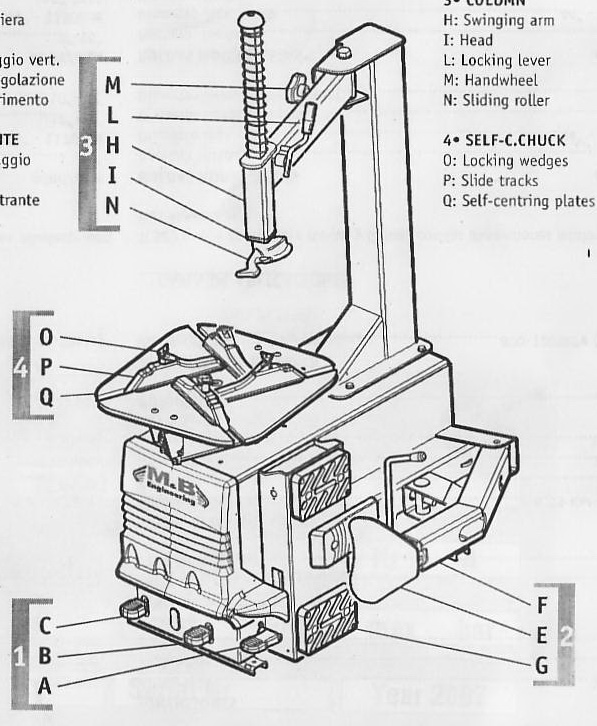 iera
ggio vert.
golazione
rimento
NTE
ggio
trante
3• COLUMN
H: Swinging arm
I: Head
L: Locking lever
M: Handwheel
N: Sliding roller
4• SELF-C.CHUCK
O: Locking wedges
P: Slide tracks
Q: Self-centring plates
3
M
L
H
I
N
4
O
P
Q
M&B
Engineering
1
C
B
A
2
F
E
G